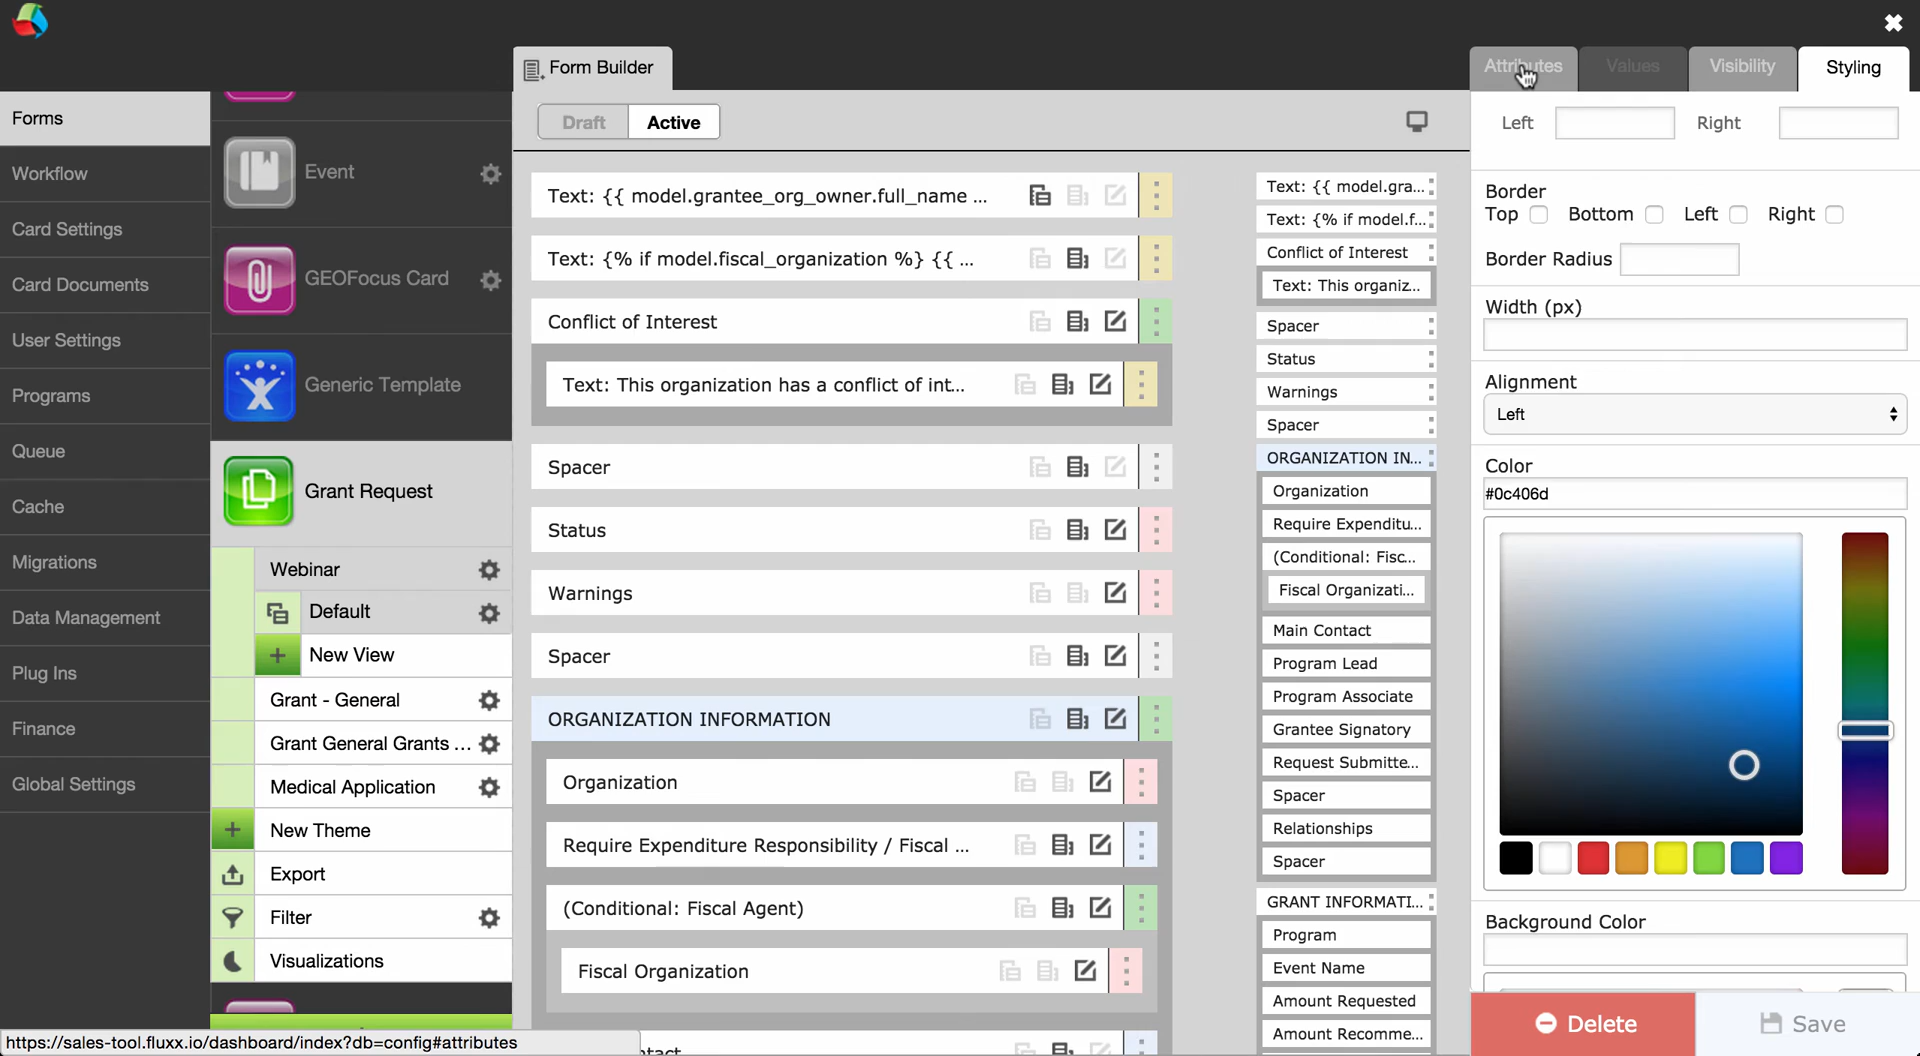 Form Builder
Attributes
Values
Visibility
Styling
Forms
Workflow
Card Settings
Card Documents
User Settings
Programs
Queue
Cache
Migrations
Data Management
Plug Ins
Finance
Global Settings
Event
GEOFocus Card
Generic Template
Grant Request
Webinar
Default
New View
Grant - General
Grant General Grants ...
Medical Application
New Theme
Export
Filter
Visualizations
Draft
Active
Text: {{ model.grantee_org_owner.full_name ...
Text: {% if model.fiscal_organization %} {{ ...
Conflict of Interest
Text: This organization has a conflict of int...
Spacer
Status
Warnings
Spacer
ORGANIZATION INFORMATION
Organization
Require Expenditure Responsibility / Fiscal ...
(Conditional: Fiscal Agent)
Fiscal Organization
Text: {{ model.gra...
Text: {% if model.f...
Conflict of Interest
Text: This organiz...
Spacer
Status
Warnings
Spacer
ORGANIZATION IN...
Organization
Require Expenditu...
(Conditional: Fisc...
Fiscal Organizati...
Main Contact
Program Lead
Program Associate
Grantee Signatory
Request Submitte...
Spacer
Relationships
Spacer
GRANT INFORMATI...
Program
Event Name
Amount Requested
Amount Recomme...
Left
Right
Border
Top
Bottom
Left
Right
Border Radius
Width (px)
Alignment
Left
Color
#0c406d
Background Color
Delete
Save
https://sales-tool.fluxx.io/dashboard/index?db=config#attributes